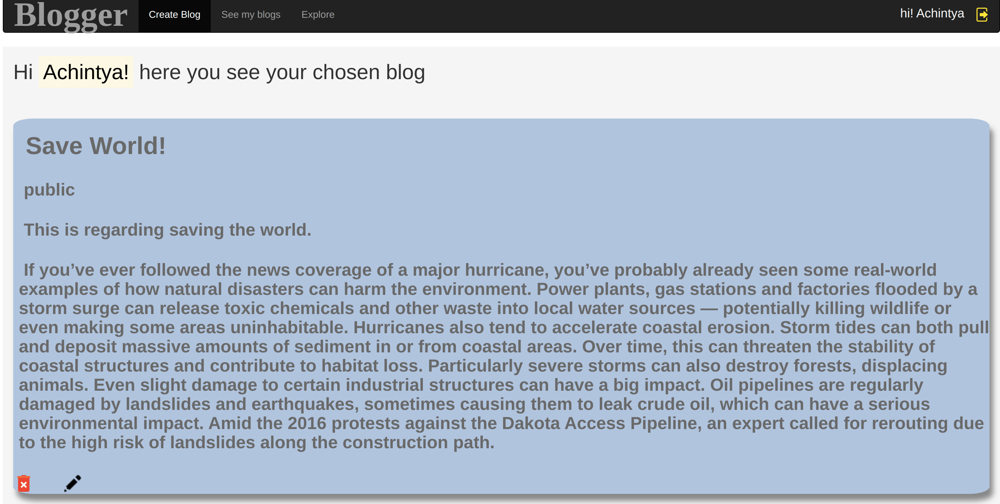 Blogger Create Blog See my blogs Explore hi! Achintya
Hi Achintya! here you see your chosen blog
Save World!
public
This is regarding saving the world.
If you’ve ever followed the news coverage of a major hurricane, you’ve probably already seen some real-world
examples of how natural disasters can harm the environment. Power plants, gas stations and factories flooded by a
storm surge can release toxic chemicals and other waste into local water sources — potentially killing wildlife or
even making some areas uninhabitable. Hurricanes also tend to accelerate coastal erosion. Storm tides can both pull
and deposit massive amounts of sediment in or from coastal areas. Over time, this can threaten the stability of
coastal structures and contribute to habitat loss. Particularly severe storms can also destroy forests, displacing
animals. Even slight damage to certain industrial structures can have a big impact. Oil pipelines are regularly
damaged by landslides and earthquakes, sometimes causing them to leak crude oil, which can have a serious
environmental impact. Amid the 2016 protests against the Dakota Access Pipeline, an expert called for rerouting due
to the high risk of landslides along the construction path.